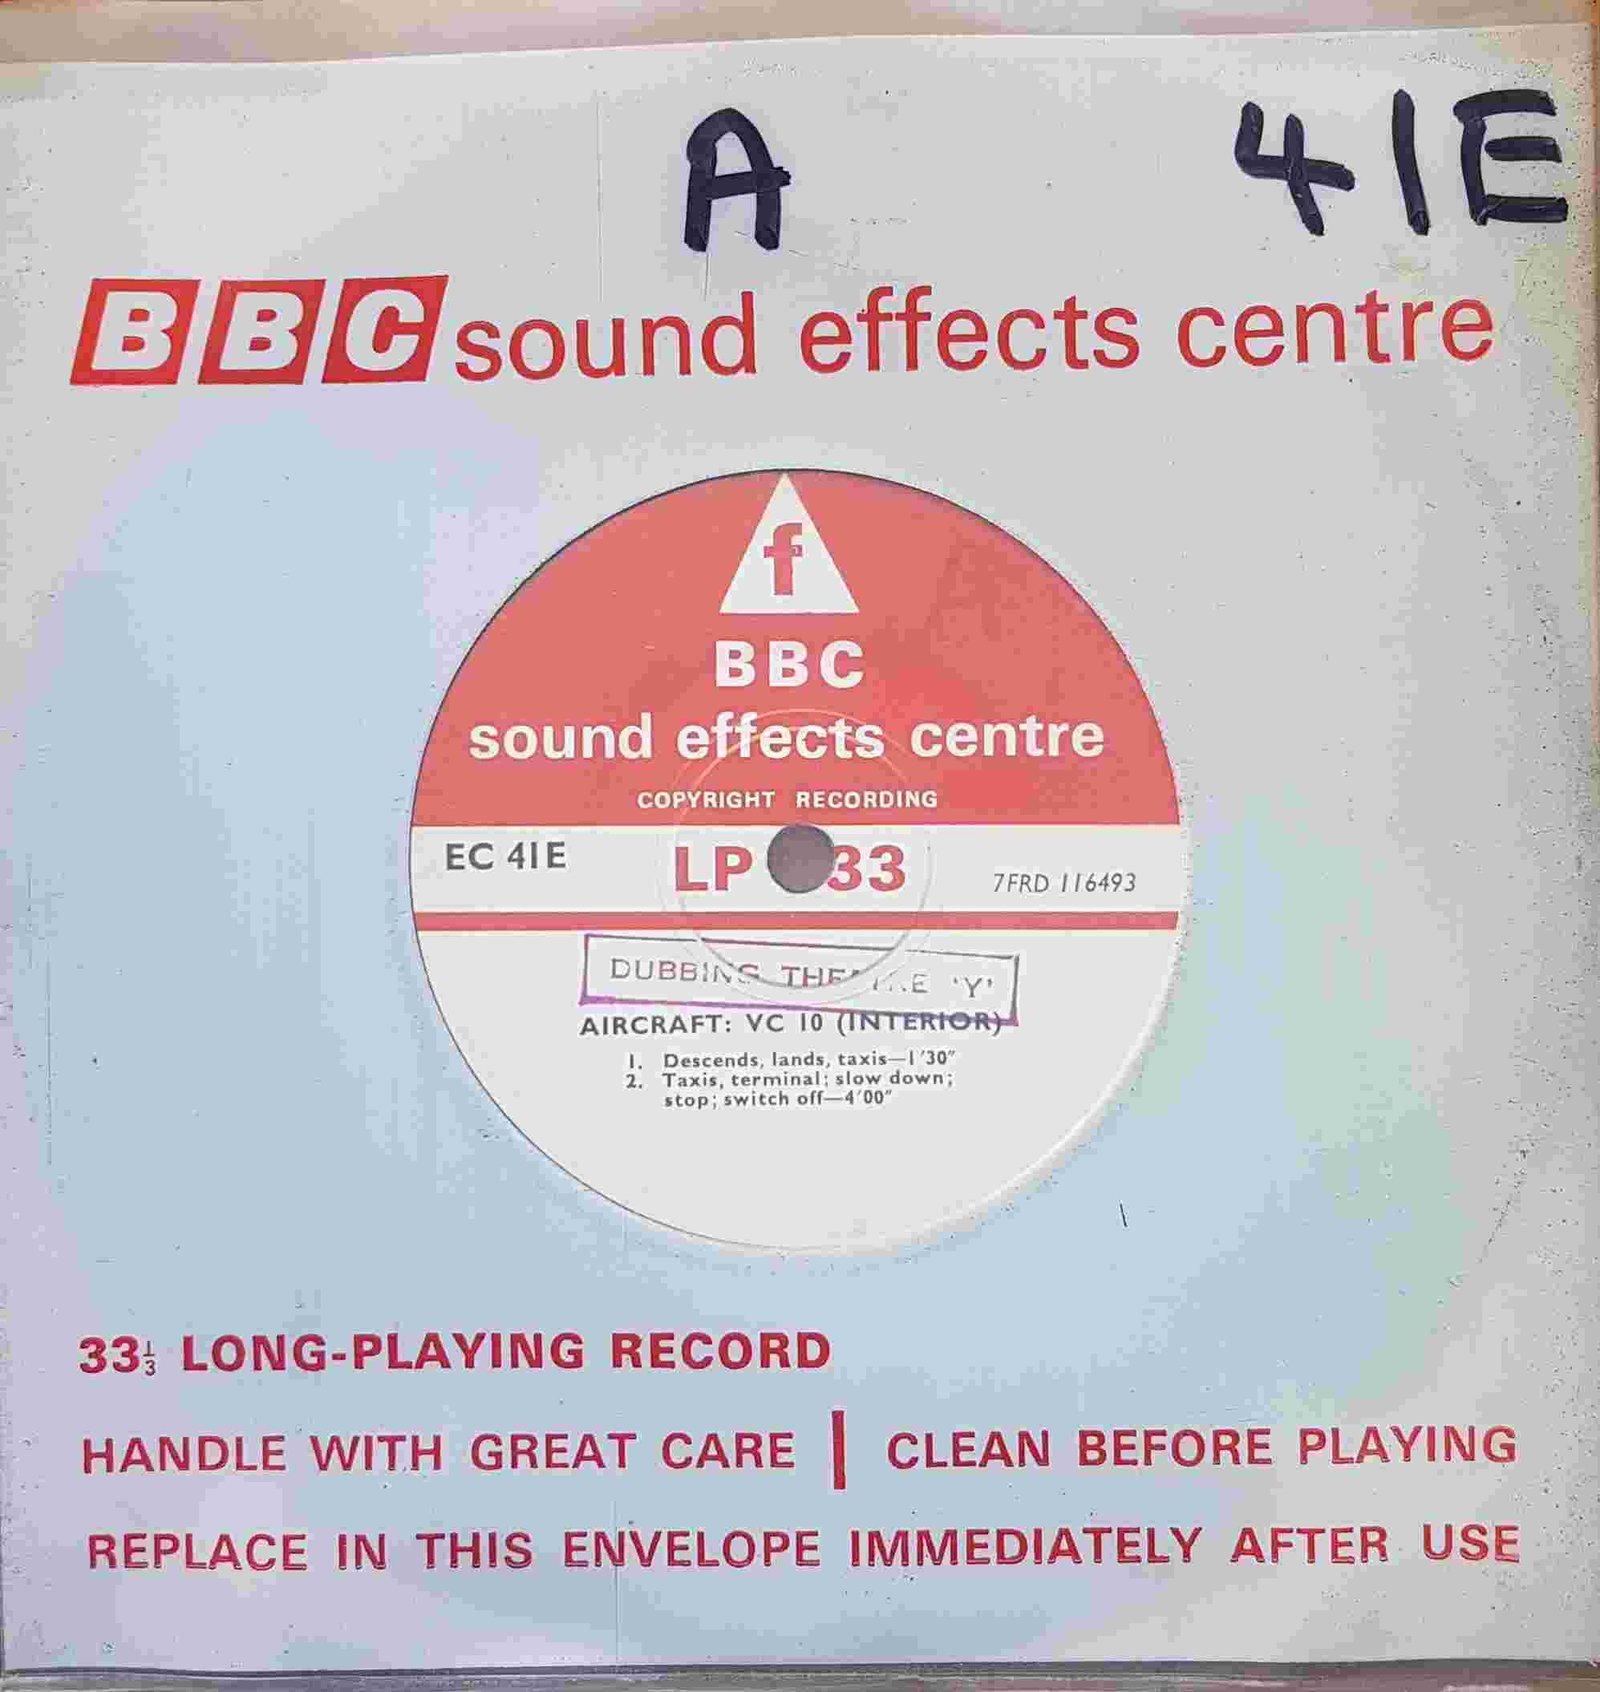 A 41E
BBC sound effects centre
f
BBC
sound effects centre
COPYRIGHT RECORDING
EC 41E LP 33 7FRD 116493
DUBBING 'Y'
AIRCRAFT: VC 10 (INTERIOR)
1. Descends, lands, taxis—1'30"
2. Taxis, terminal; slow down;
stop; switch off—4'00"
33⅓ LONG-PLAYING RECORD
HANDLE WITH GREAT CARE | CLEAN BEFORE PLAYING
REPLACE IN THIS ENVELOPE IMMEDIATELY AFTER USE